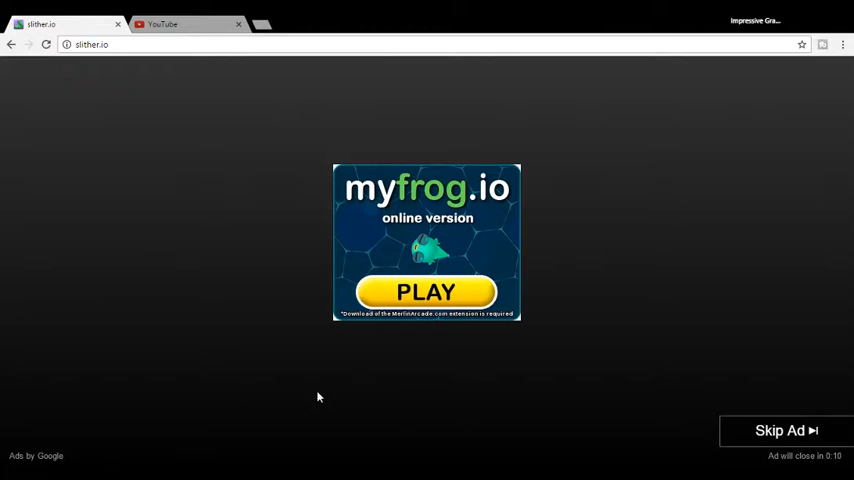 slither.io
YouTube
Impressive Gra...
slither.io
myfrog.io
online version
PLAY
*Download of the MerlinArcade.com extension is required
Skip Ad
Ads by Google
Ad will close in 0:10